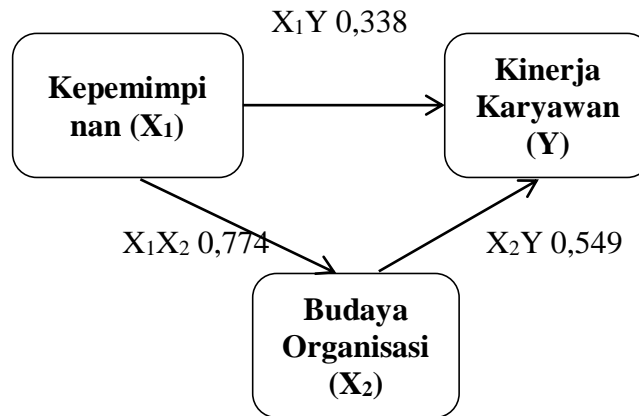 X₁Y 0,338
Kepemimpi
nan (X₁)
Kinerja
Karyawan
(Y)
X₁X₂ 0,774
X₂Y 0,549
Budaya
Organisasi
(X₂)